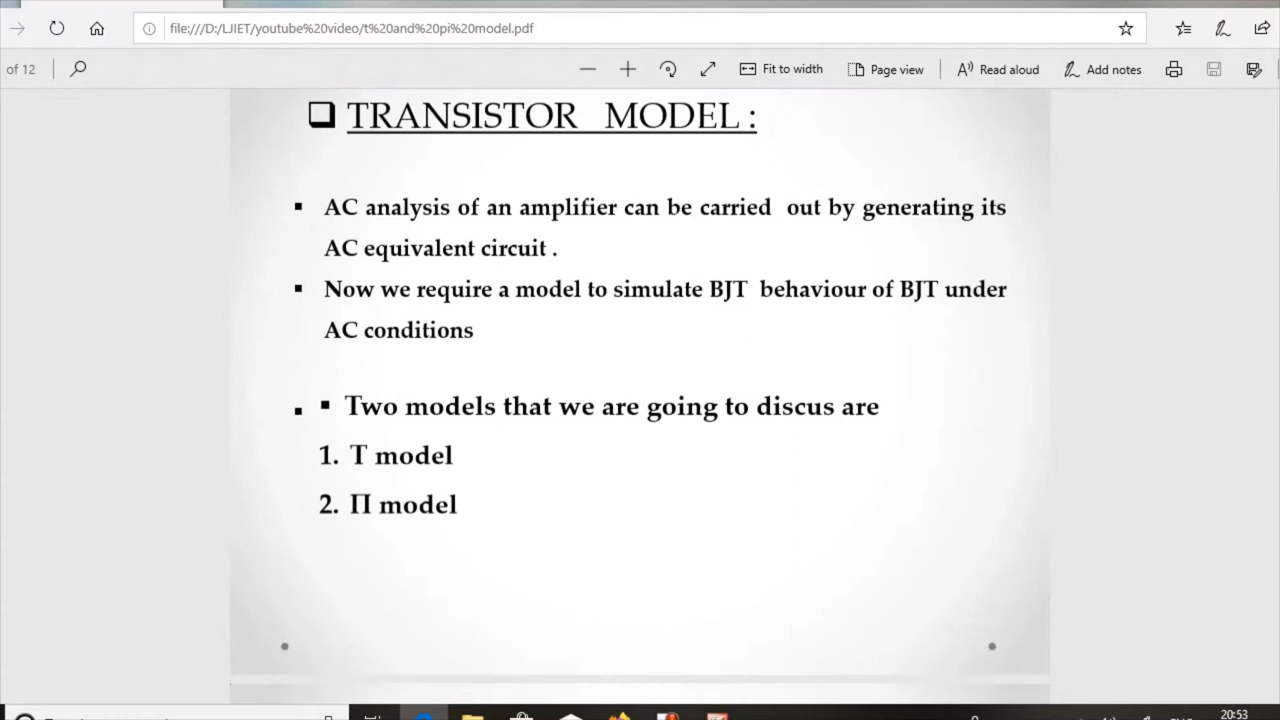 file:///D:/LJIET/youtube%20video/t%20and%20pi%20model.pdf
of 12
Fit to width
Page view
Read aloud
Add notes
❑ TRANSISTOR MODEL :
▪ AC analysis of an amplifier can be carried out by generating its
AC equivalent circuit .
▪ Now we require a model to simulate BJT behaviour of BJT under
AC conditions
▪ ▪ Two models that we are going to discus are
1. T model
2. Π model
20:53